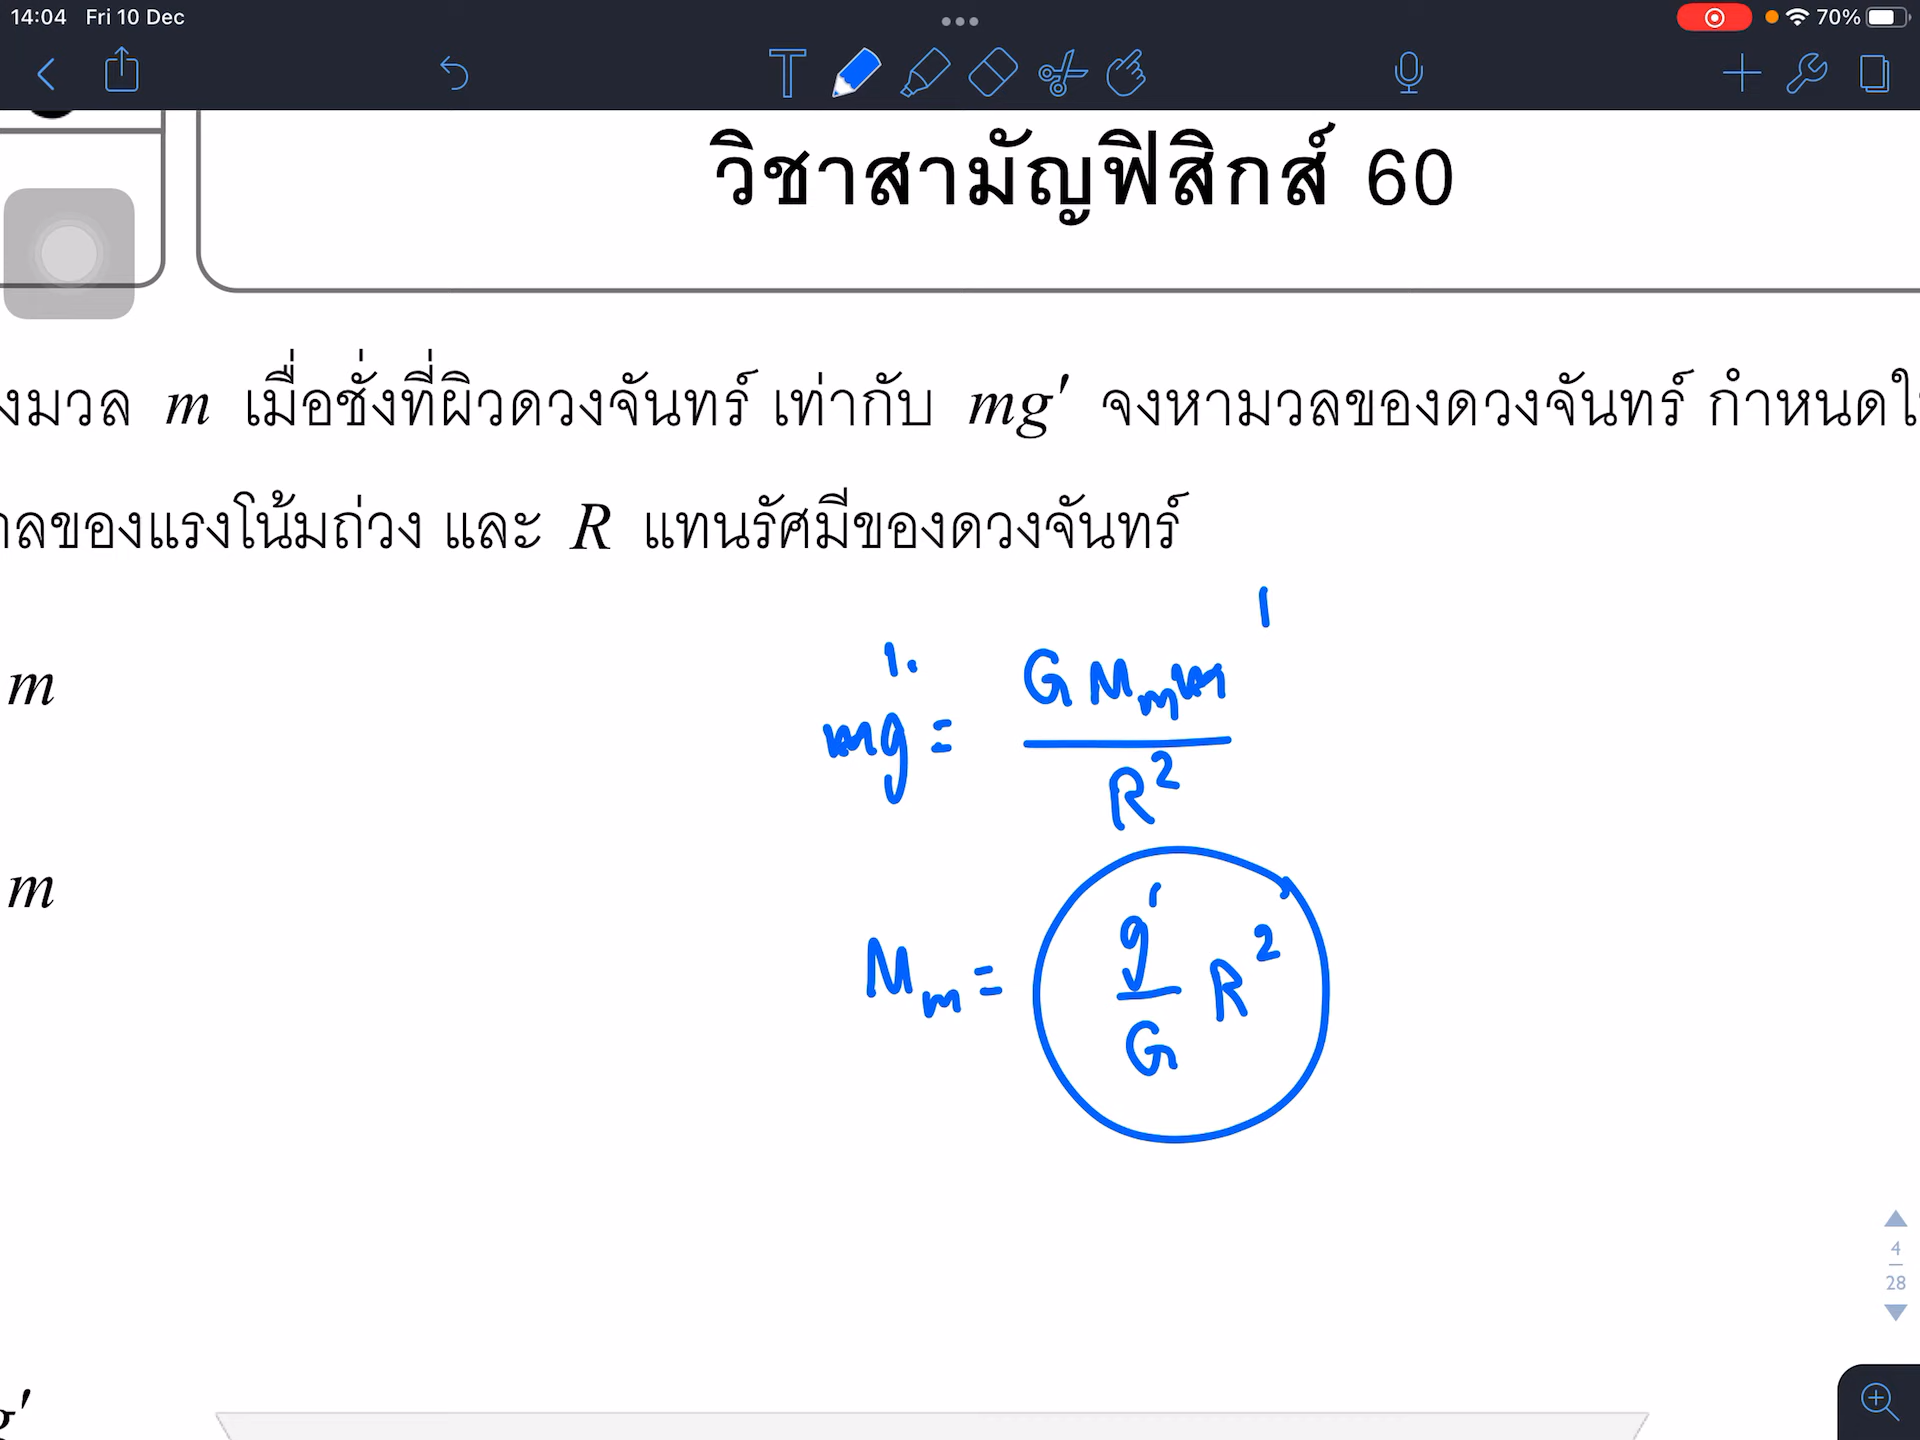 14:04 Fri 10 Dec
70%
วิชาสามัญฟิสิกส์ 60
งมวล m เมื่อชั่งที่ผิวดวงจันทร์ เท่ากับ mg′ จงหามวลของดวงจันทร์ กำหนดใ
าลของแรงโน้มถ่วง และ R แทนรัศมีของดวงจันทร์
m
mg' = G M_m m / R²
m
M_m = g'/G R²
4
28
g′